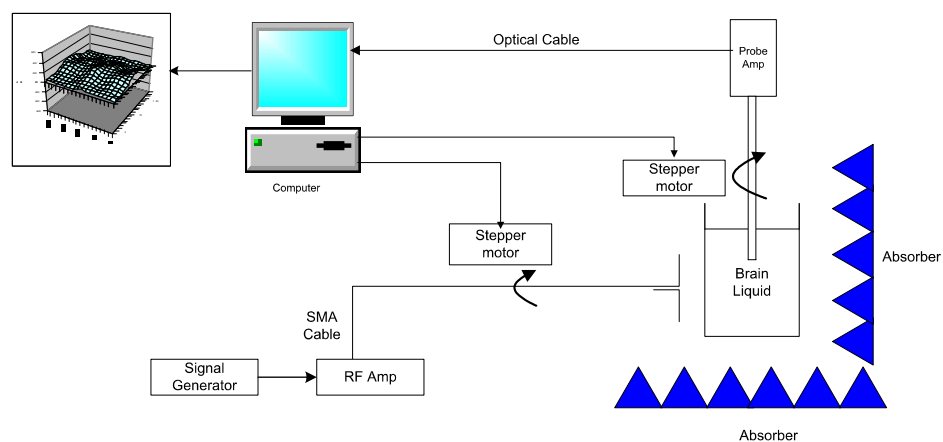 Optical Cable
Probe
Amp
Computer
Stepper
motor
Stepper
motor
Brain
Liquid
Absorber
SMA
Cable
Signal
Generator
RF Amp
Absorber